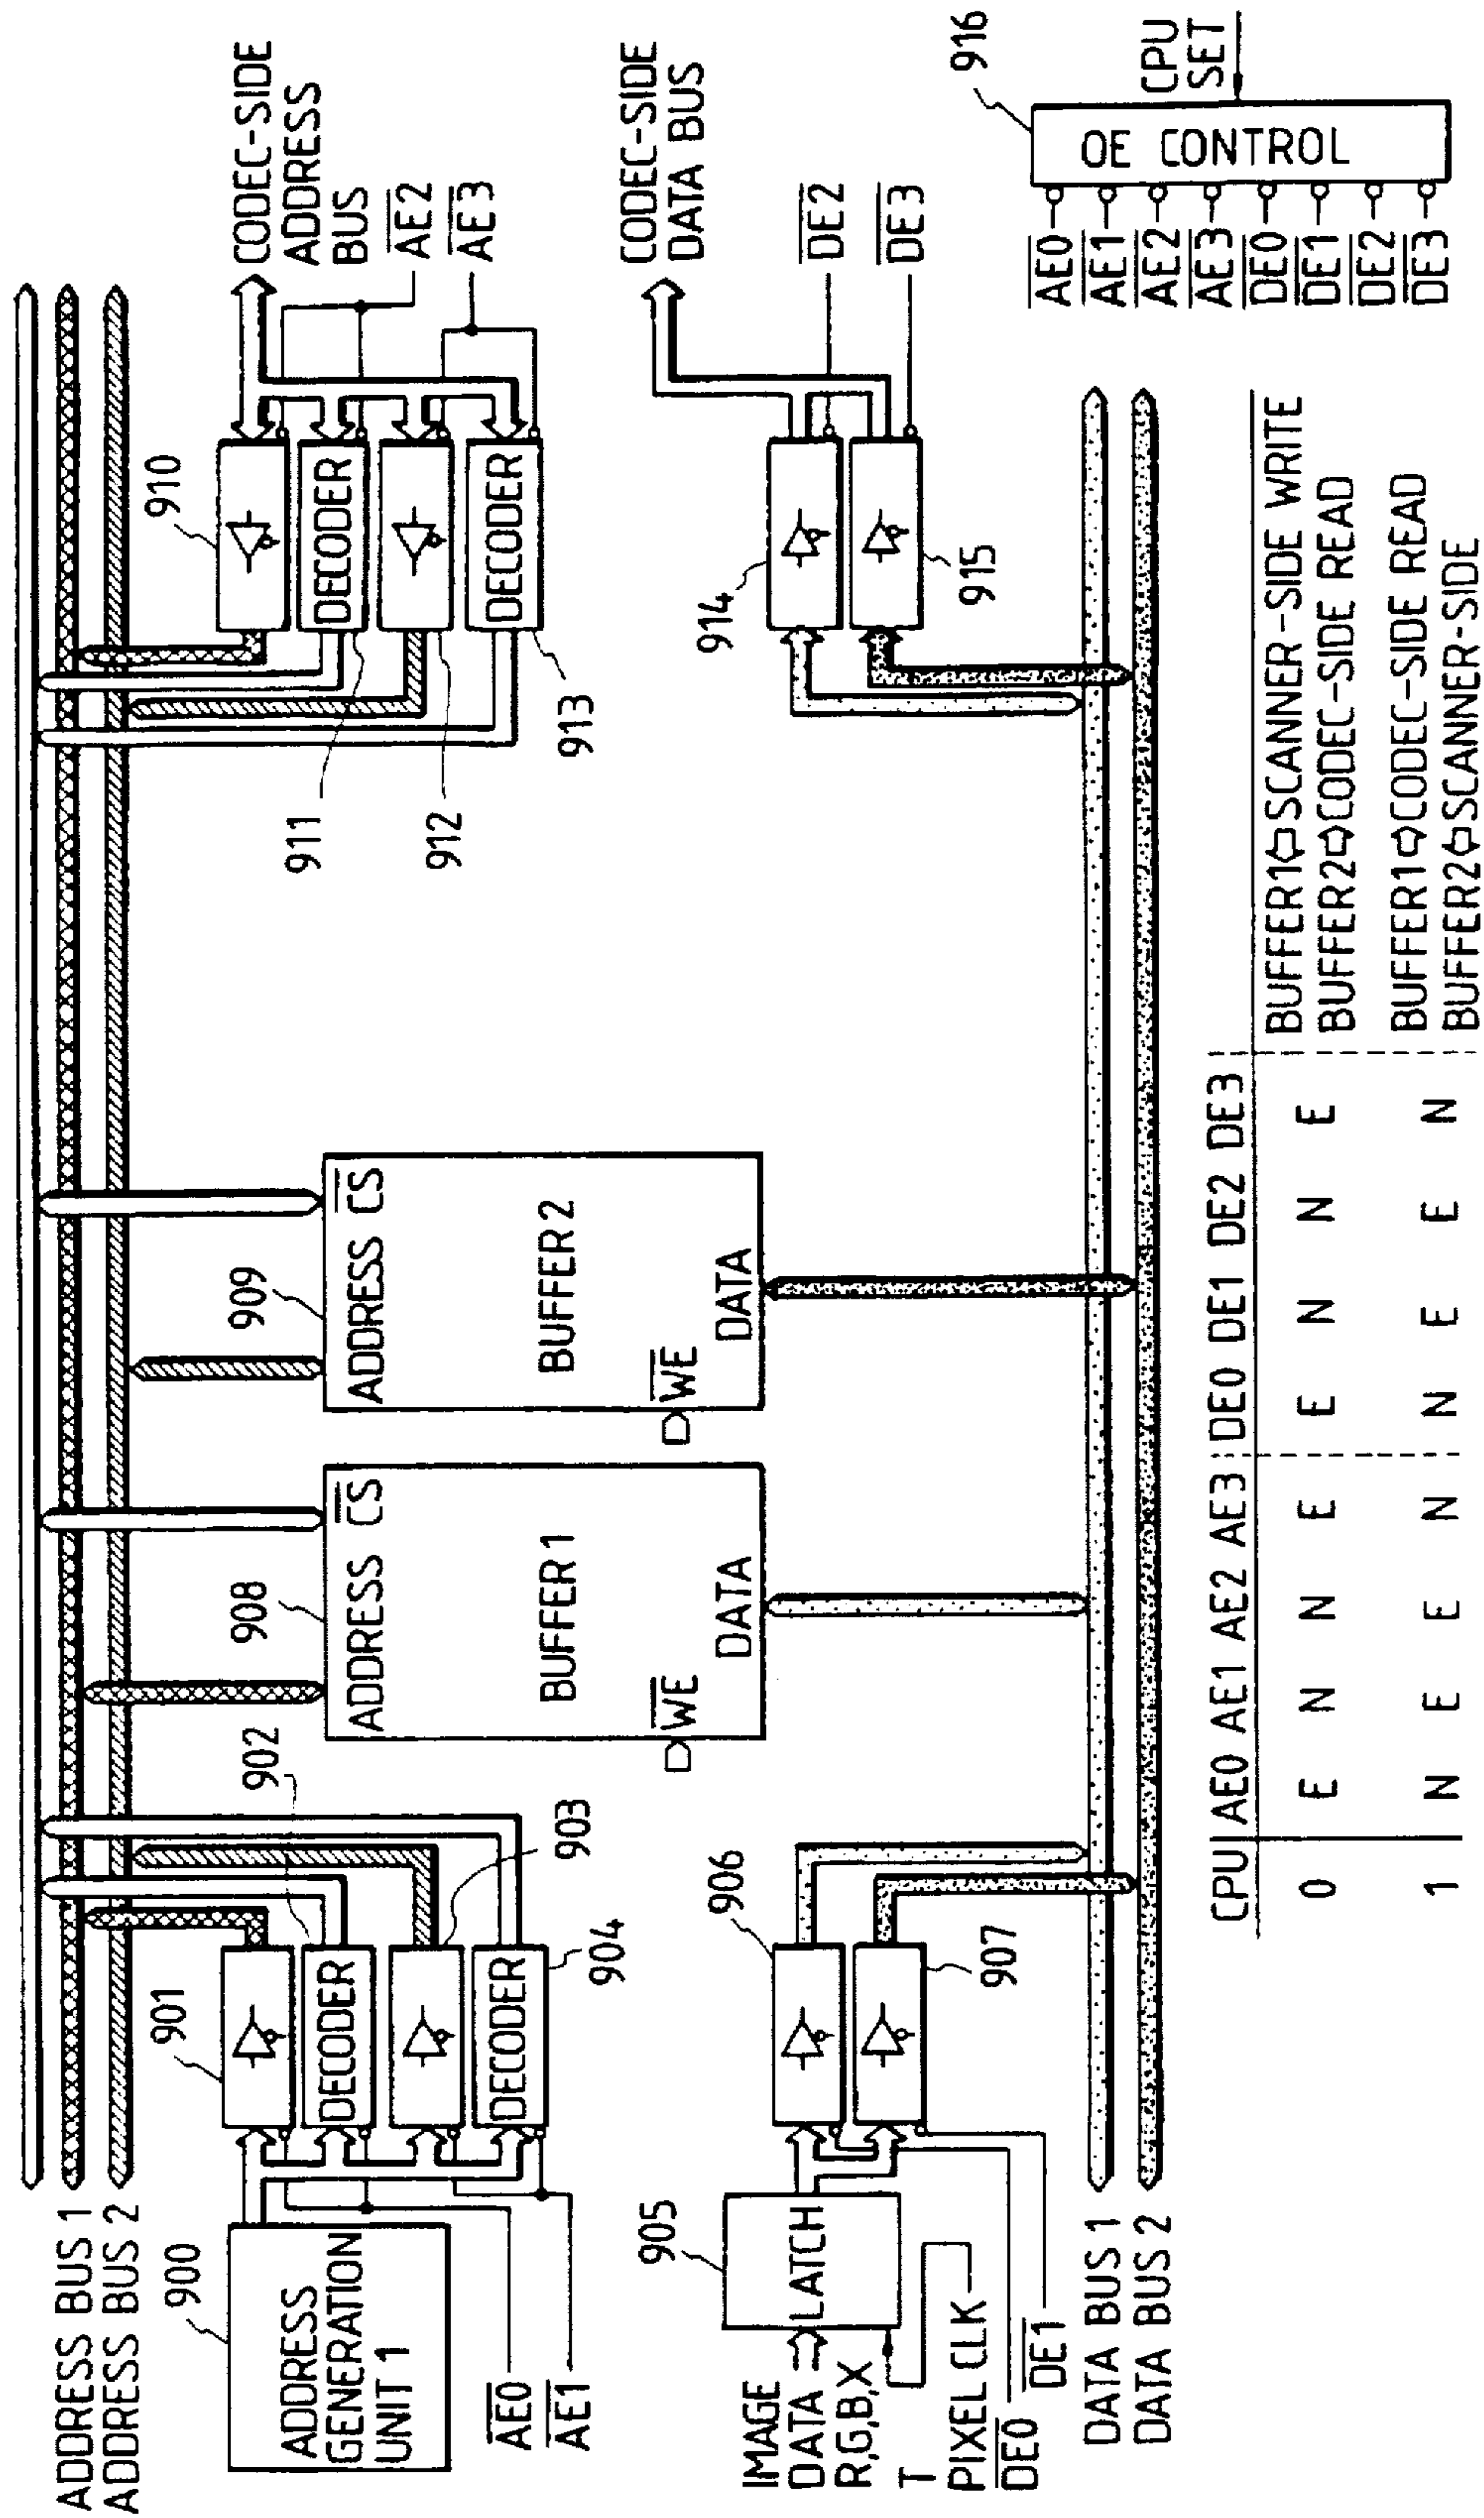 ADDRESS BUS 1
ADDRESS BUS 2
900
ADDRESS
GENERATION
UNIT 1
AE0
AE1
901
902
DECODER
903
DECODER
904
905
LATCH
IMAGE
DATA
R,G,B,X
T
PIXEL CLK
DE0
DE1
906
907
DATA BUS 1
DATA BUS 2
908
ADDRESS CS
BUFFER1
WE
DATA
909
ADDRESS CS
BUFFER2
WE
DATA
910
DECODER
911
912
DECODER
913
CODEC-SIDE
ADDRESS
BUS
AE2
AE3
914
915
CODEC-SIDE
DATA BUS
DE2
DE3
916
OE CONTROL
CPU
SET
AE0
AE1
AE2
AE3
DE0
DE1
DE2
DE3
CPU AE0 AE1 AE2 AE3 DE0 DE1 DE2 DE3
0 E N N E E N N E BUFFER1⇦SCANNER-SIDE WRITE
BUFFER2⇨CODEC-SIDE READ
1 N E E N N E E N BUFFER1⇨CODEC-SIDE READ
BUFFER2⇦SCANNER-SIDE